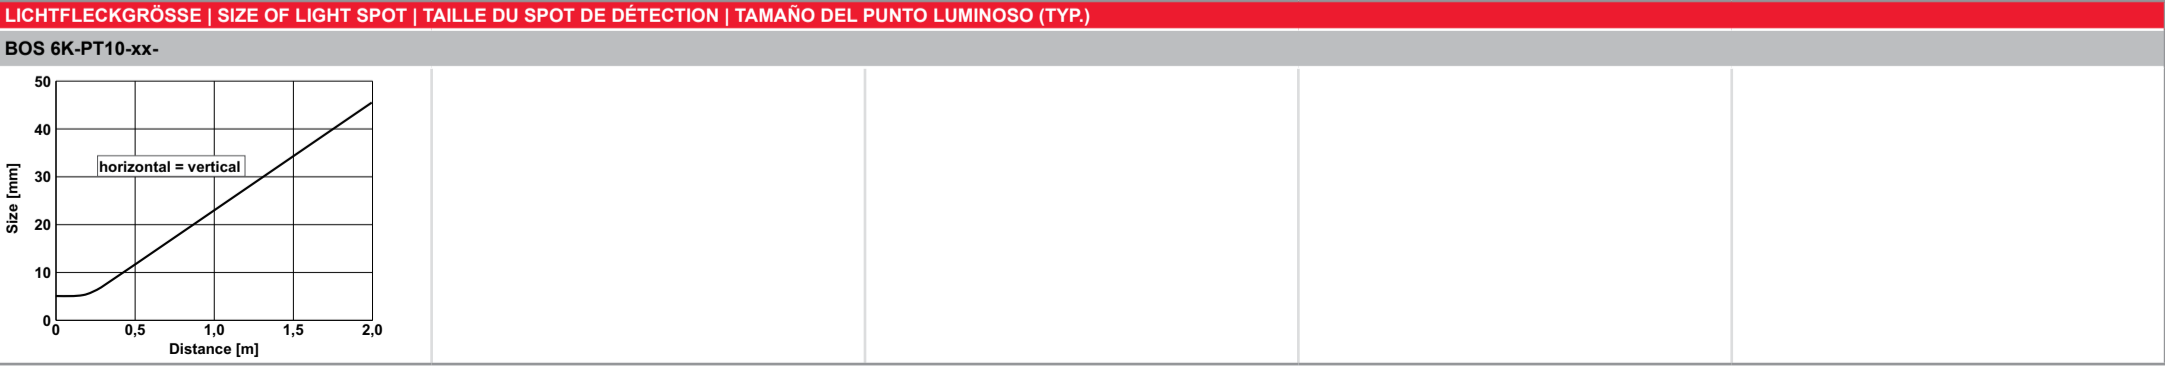 LICHTFLECKGRÖSSE | SIZE OF LIGHT SPOT | TAILLE DU SPOT DE DÉTECTION | TAMAÑO DEL PUNTO LUMINOSO (TYP.)
BOS 6K-PT10-xx-
50
40
30
20
10
0
Size [mm]
horizontal = vertical
0
0,5
1,0
1,5
2,0
Distance [m]